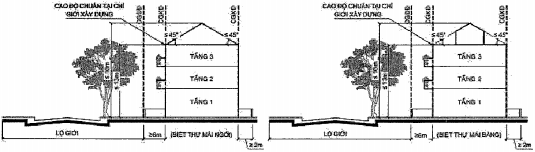 CAO ĐỘ CHUẨN TẠI CHỈ
GIỚI XÂY DỰNG
CGĐĐ
CGXD
CGXD
≤ 45°
≤ 45°
TẦNG 3
TẦNG 2
TẦNG 1
LỘ GIỚI
≥6m
(BIỆT THỰ MÁI NGÓI)
≥ 2m
CAO ĐỘ CHUẨN TẠI CHỈ
GIỚI XÂY DỰNG
≤ 45°
≤ 45°
TẦNG 3
TẦNG 2
TẦNG 1
LỘ GIỚI
≥6m
(BIỆT THỰ MÁI BẰNG)
≥ 2m